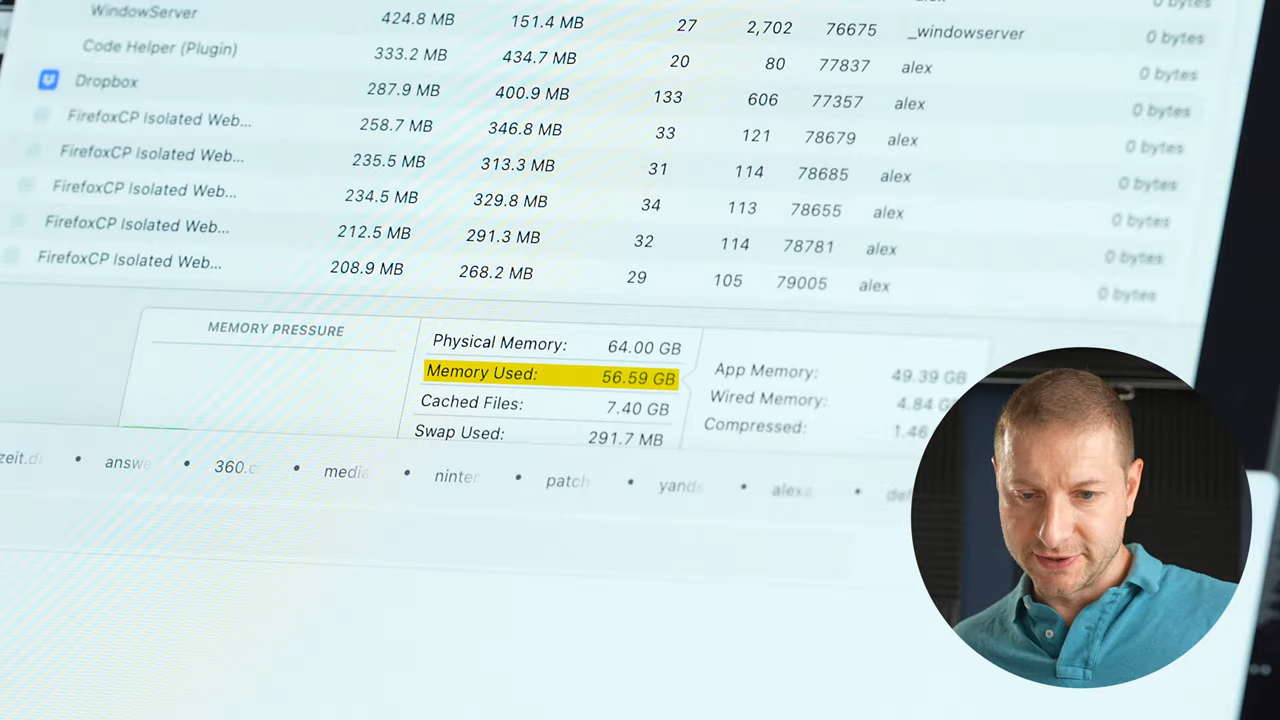 WindowServer 424.8 MB 151.4 MB 27 2,702 76675 _windowserver 0 bytes
Code Helper (Plugin) 333.2 MB 434.7 MB 20 80 77837 alex 0 bytes
Dropbox 287.9 MB 400.9 MB 133 606 77357 alex 0 bytes
FirefoxCP Isolated Web... 258.7 MB 346.8 MB 33 121 78679 alex 0 bytes
FirefoxCP Isolated Web... 235.5 MB 313.3 MB 31 114 78685 alex 0 bytes
FirefoxCP Isolated Web... 234.5 MB 329.8 MB 34 113 78655 alex 0 bytes
FirefoxCP Isolated Web... 212.5 MB 291.3 MB 32 114 78781 alex 0 bytes
FirefoxCP Isolated Web... 208.9 MB 268.2 MB 29 105 79005 alex 0 bytes
MEMORY PRESSURE
Physical Memory: 64.00 GB
Memory Used: 56.59 GB
Cached Files: 7.40 GB
Swap Used: 291.7 MB
App Memory: 49.39 GB
Wired Memory: 4.84 G
Compressed: 1.46
zeit.d • answe • 360.c • media • ninter • patch • yande • alexa • def